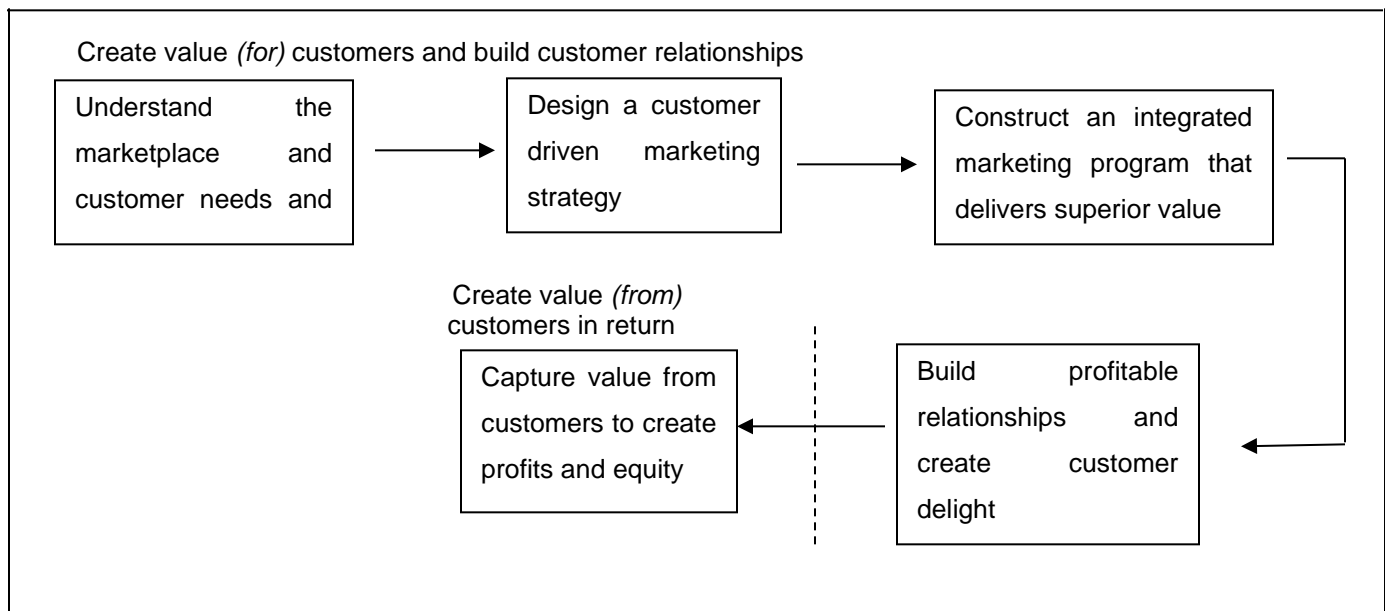 Create value (for) customers and build customer relationships
Understand the
marketplace and
customer needs and
Design a customer
driven marketing
strategy
Construct an integrated
marketing program that
delivers superior value
Create value (from)
customers in return
Capture value from
customers to create
profits and equity
Build profitable
relationships and
create customer
delight